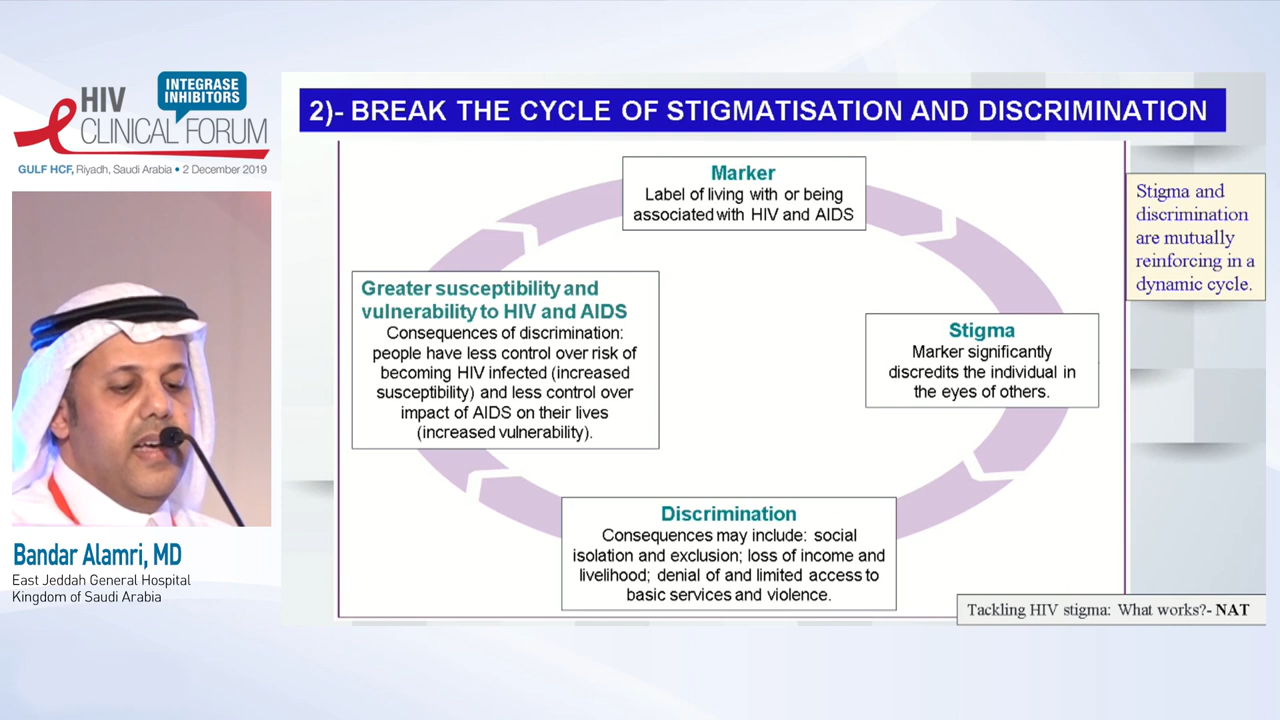 INTEGRASE
INHIBITORS
HIV
CLINICAL FORUM
GULF HCF, Riyadh, Saudi Arabia • 2 December 2019
Bandar Alamri, MD
East Jeddah General Hospital
Kingdom of Saudi Arabia
2)- BREAK THE CYCLE OF STIGMATISATION AND DISCRIMINATION
Marker
Label of living with or being
associated with HIV and AIDS
Stigma and
discrimination
are mutually
reinforcing in a
dynamic cycle.
Stigma
Marker significantly
discredits the individual in
the eyes of others.
Discrimination
Consequences may include: social
isolation and exclusion; loss of income and
livelihood; denial of and limited access to
basic services and violence.
Greater susceptibility and
vulnerability to HIV and AIDS
Consequences of discrimination:
people have less control over risk of
becoming HIV infected (increased
susceptibility) and less control over
impact of AIDS on their lives
(increased vulnerability).
Tackling HIV stigma: What works?- NAT